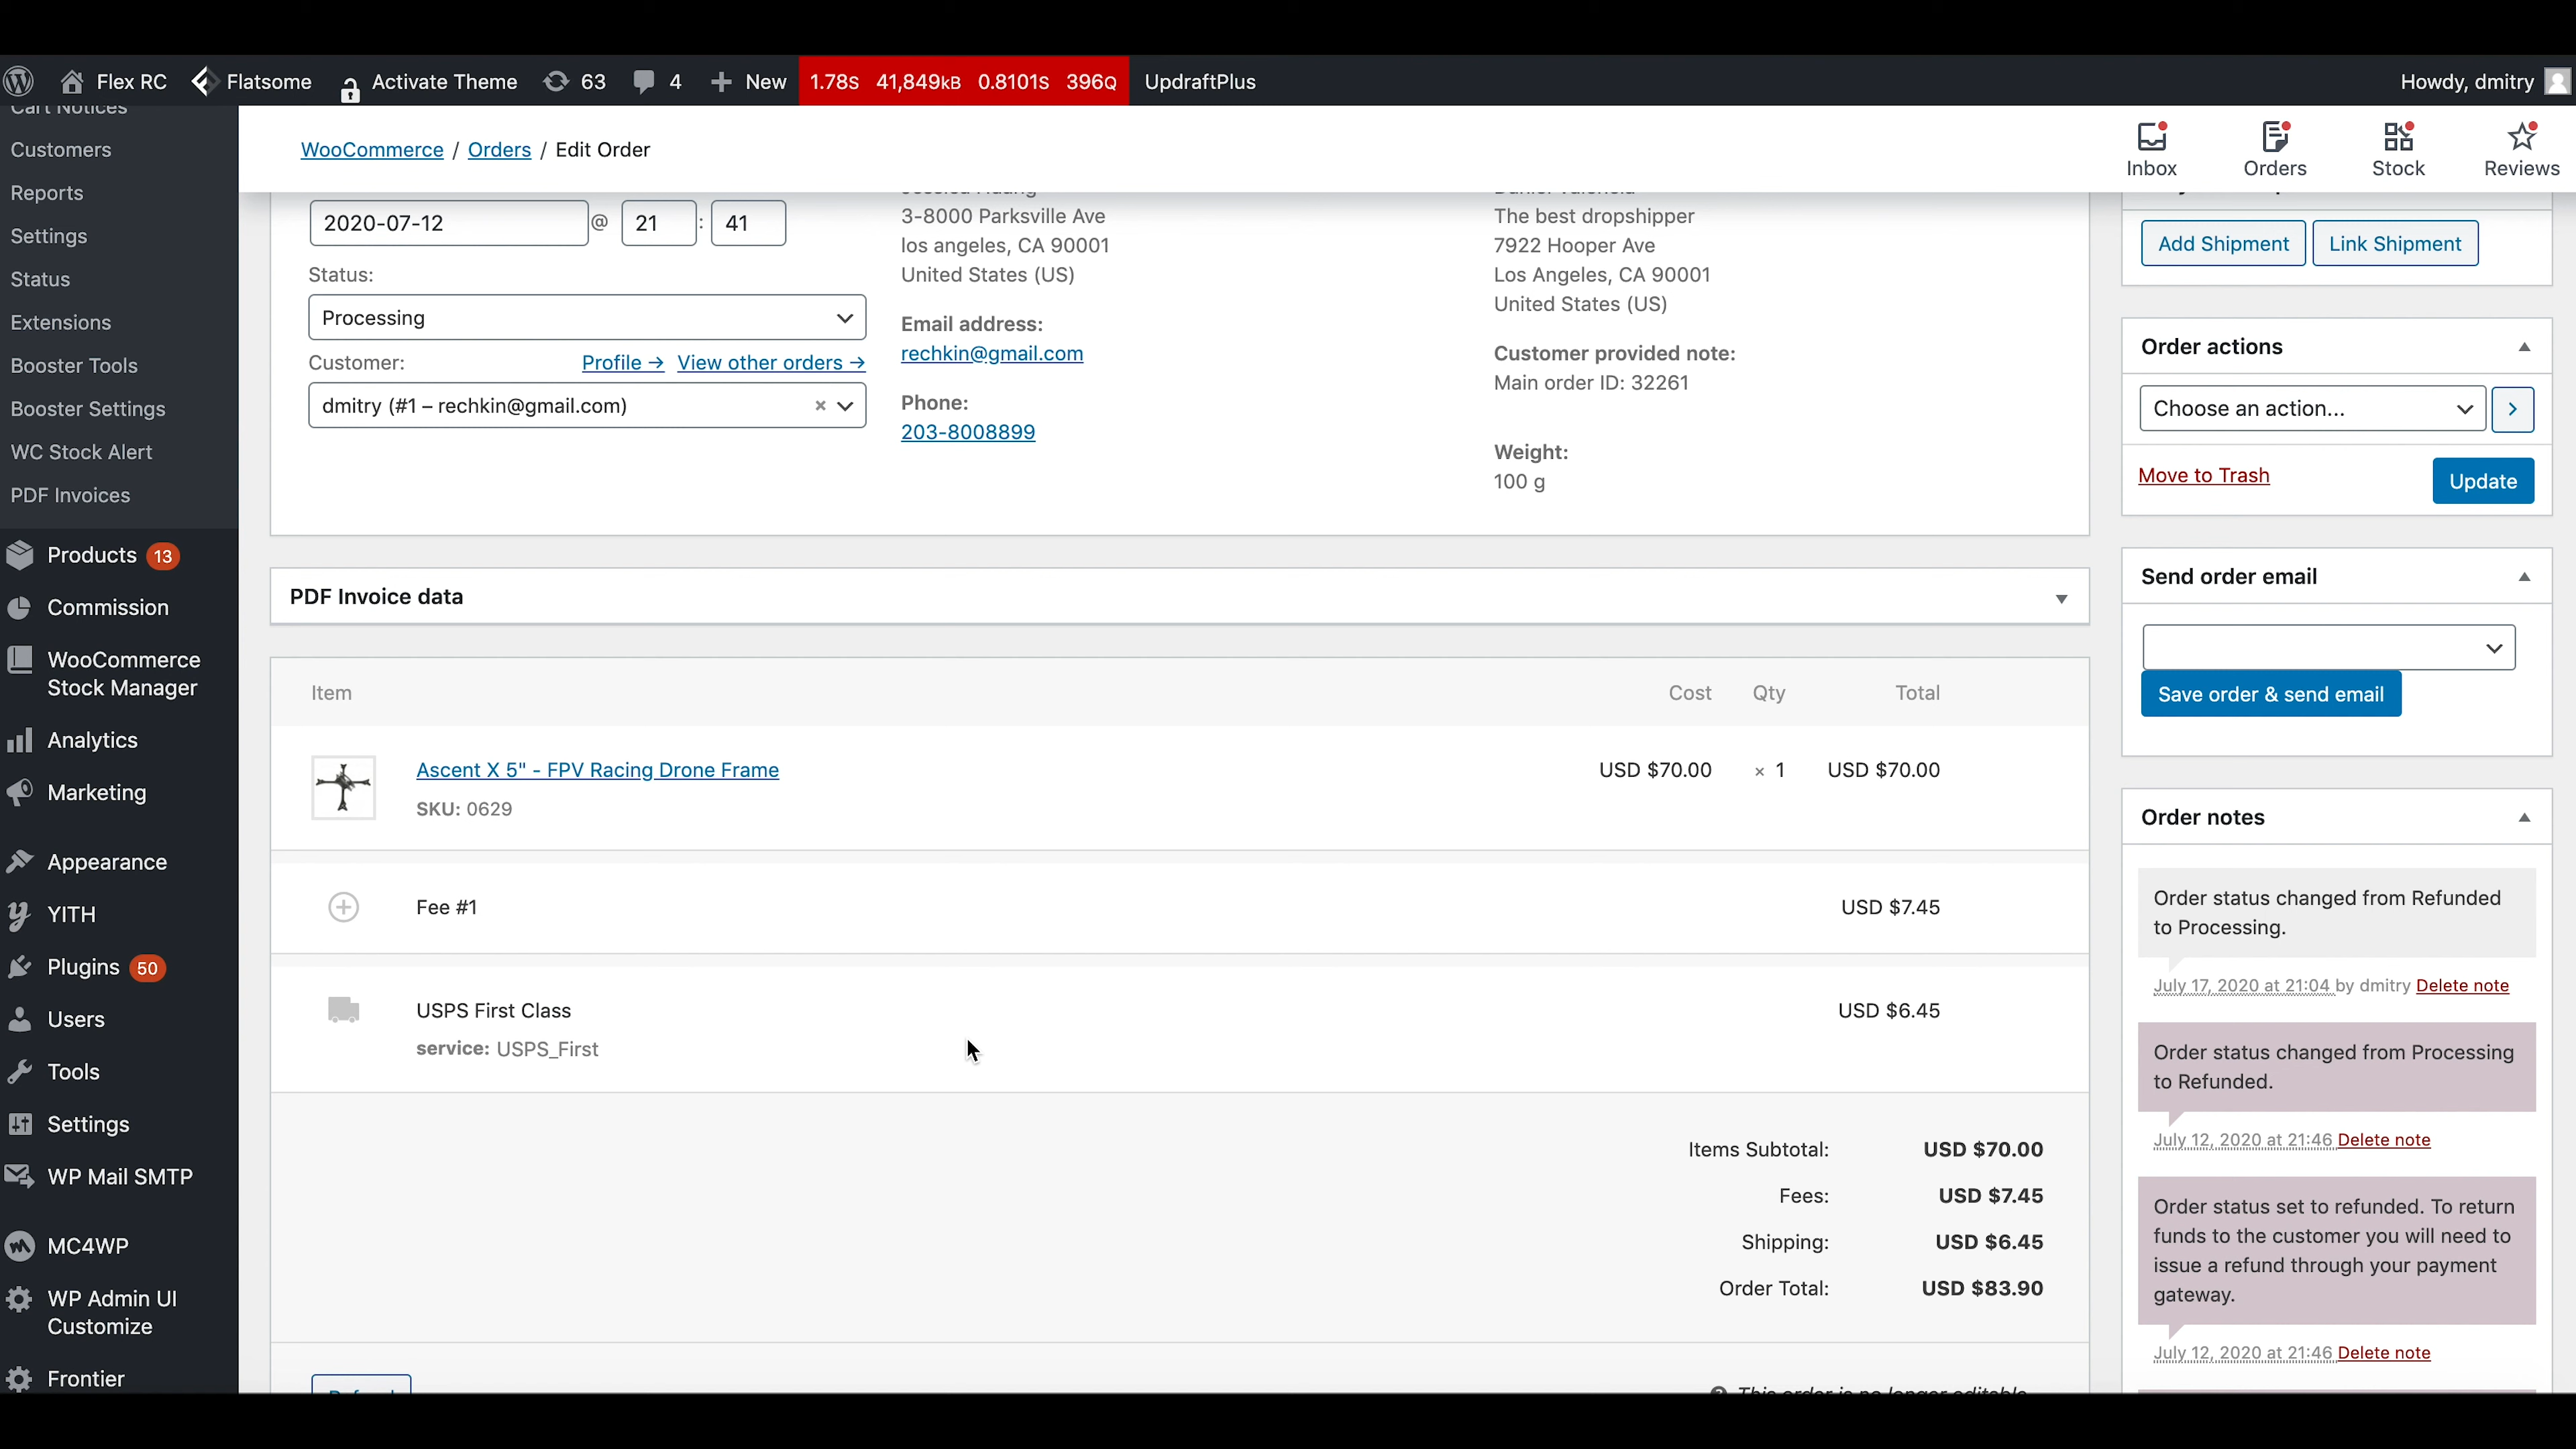 Flex RC Flatsome Activate Theme 63 4 New 1.78s 41,849KB 0.8101s 396Q UpdraftPlus Howdy, dmitry
Cart Notices
Customers
Reports
Settings
Status
Extensions
Booster Tools
Booster Settings
WC Stock Alert
PDF Invoices
Products 13
Commission
WooCommerce
Stock Manager
Analytics
Marketing
Appearance
YITH
Plugins 50
Users
Tools
Settings
WP Mail SMTP
MC4WP
WP Admin UI
Customize
Frontier
WooCommerce / Orders / Edit Order
Inbox Orders Stock Reviews
2020-07-12 @ 21 : 41
Status:
Processing
Customer: Profile → View other orders →
dmitry (#1 – rechkin@gmail.com) ×
3-8000 Parksville Ave
los angeles, CA 90001
United States (US)
Email address:
rechkin@gmail.com
Phone:
203-8008899
The best dropshipper
7922 Hooper Ave
Los Angeles, CA 90001
United States (US)
Customer provided note:
Main order ID: 32261
Weight:
100 g
PDF Invoice data
Item Cost Qty Total
Ascent X 5" - FPV Racing Drone Frame USD $70.00 × 1 USD $70.00
SKU: 0629
Fee #1 USD $7.45
USPS First Class USD $6.45
service: USPS_First
Items Subtotal: USD $70.00
Fees: USD $7.45
Shipping: USD $6.45
Order Total: USD $83.90
This order is no longer editable
Add Shipment Link Shipment
Order actions
Choose an action...
Move to Trash Update
Send order email
Save order & send email
Order notes
Order status changed from Refunded
to Processing.
July 17, 2020 at 21:04 by dmitry Delete note
Order status changed from Processing
to Refunded.
July 12, 2020 at 21:46 Delete note
Order status set to refunded. To return
funds to the customer you will need to
issue a refund through your payment
gateway.
July 12, 2020 at 21:46 Delete note